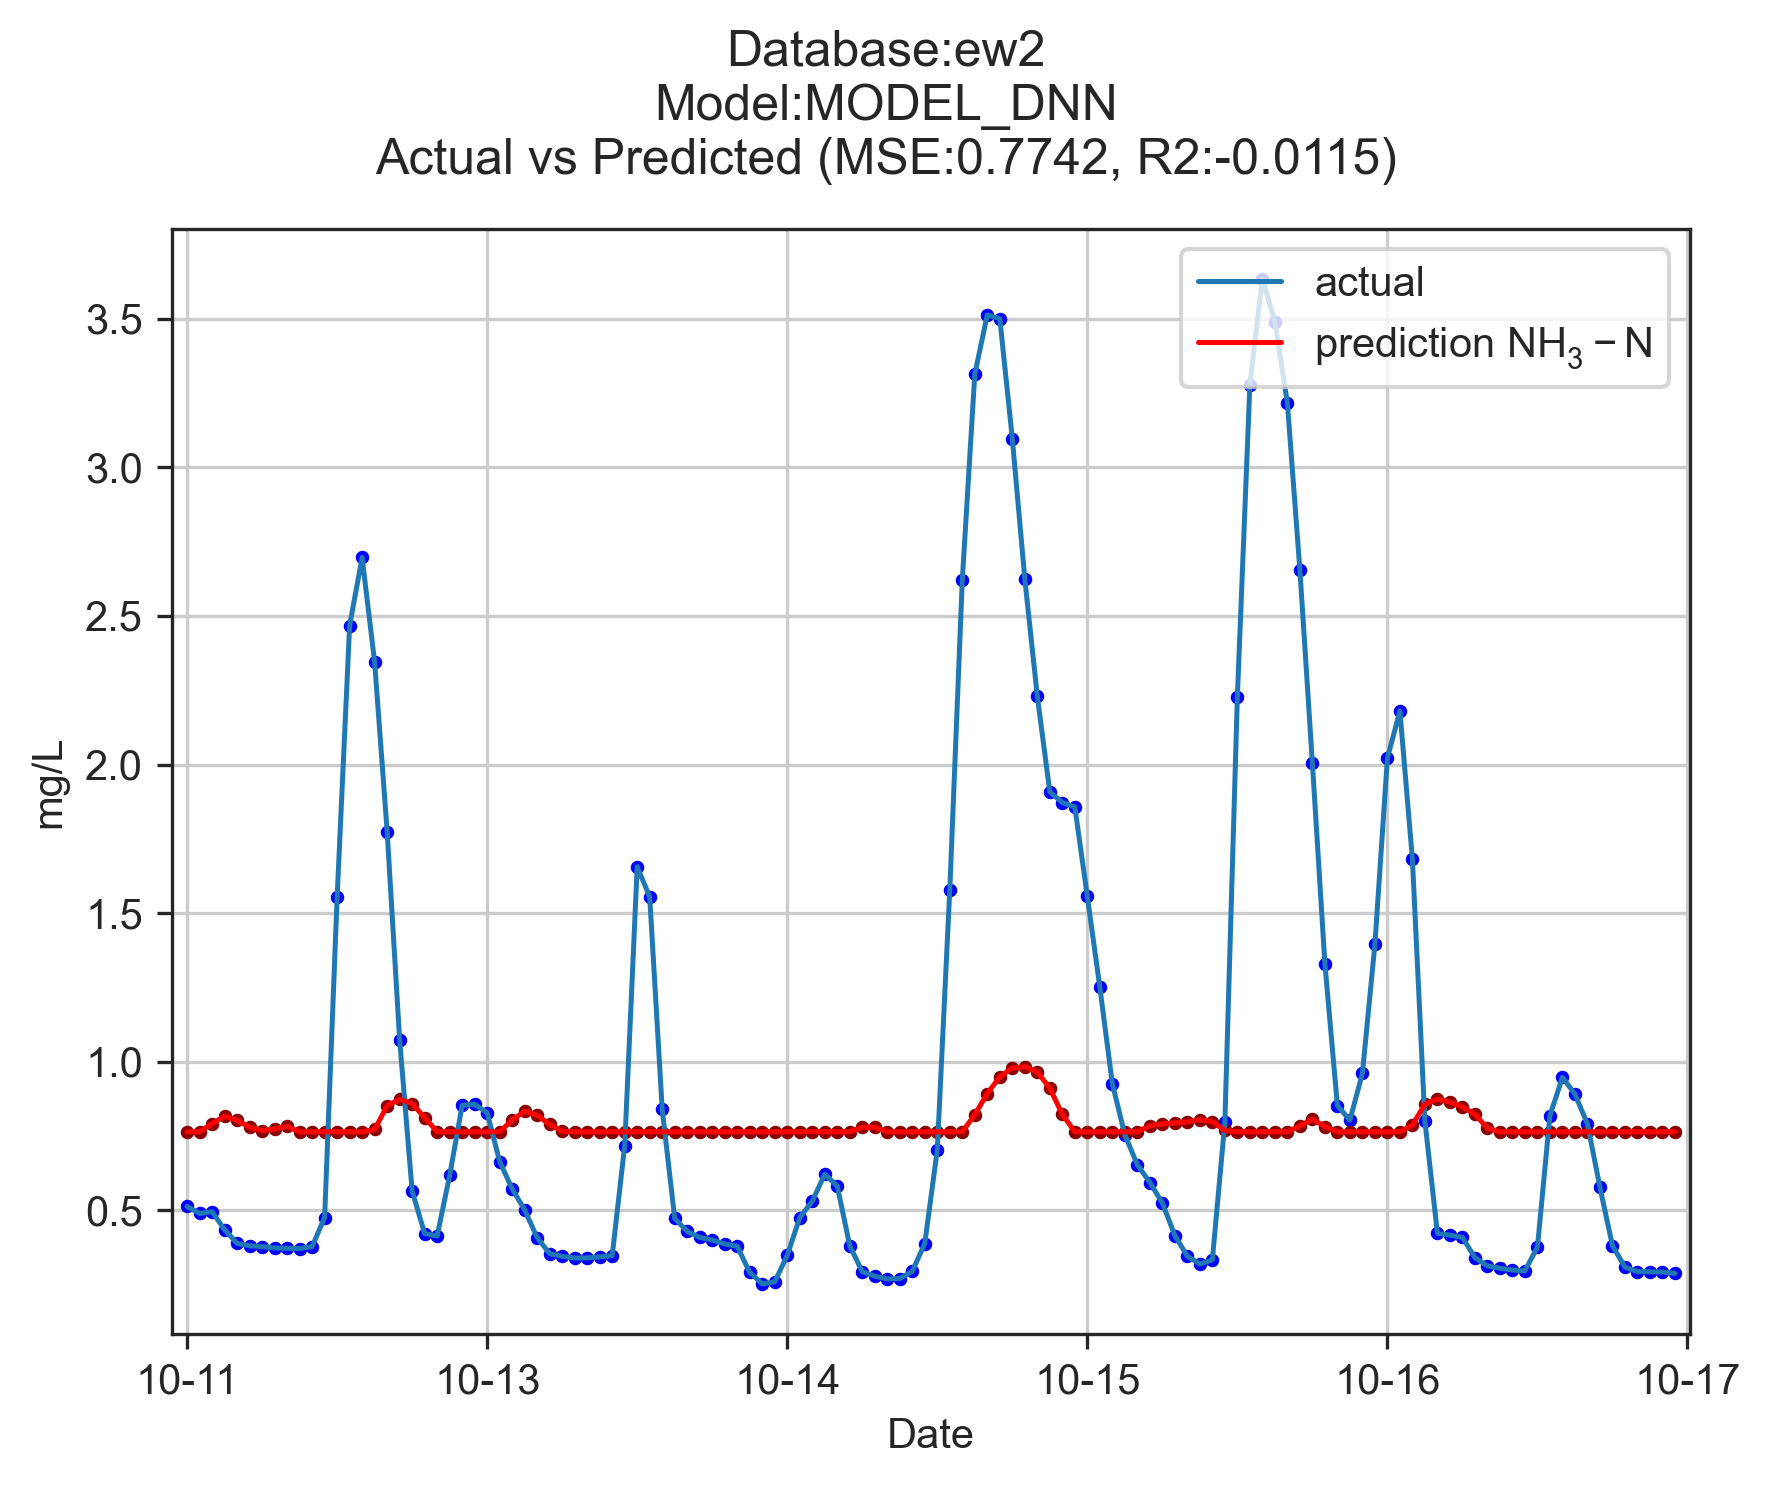 Database:ew2
Model:MODEL_DNN
Actual vs Predicted (MSE:0.7742, R2:-0.0115)
actual
prediction NH₃ − N
3.5
3.0
2.5
2.0
1.5
1.0
0.5
mg/L
10-11 10-13 10-14 10-15 10-16 10-17
Date